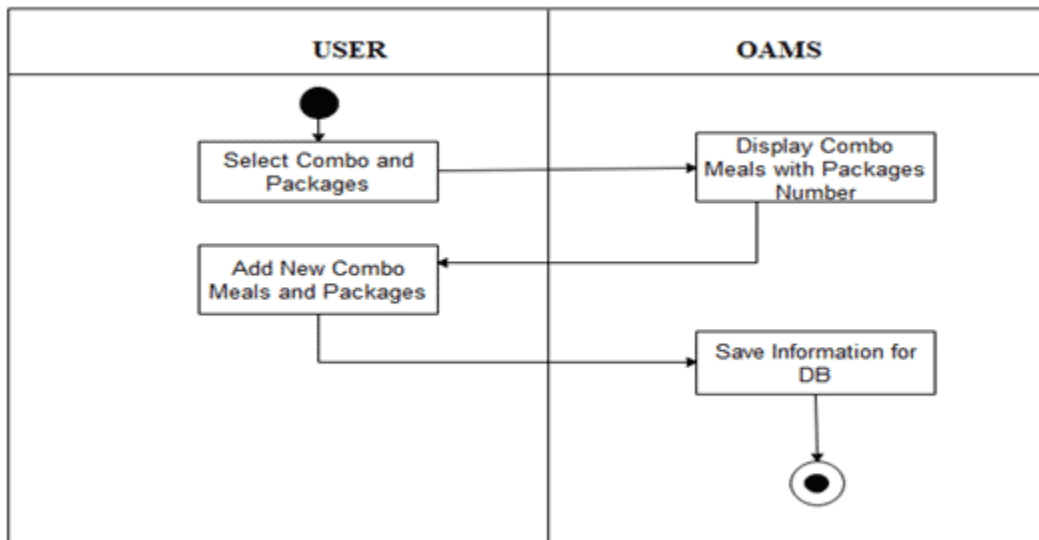 USER
OAMS
Select Combo and
Packages
Display Combo
Meals with Packages
Number
Add New Combo
Meals and Packages
Save Information for
DB